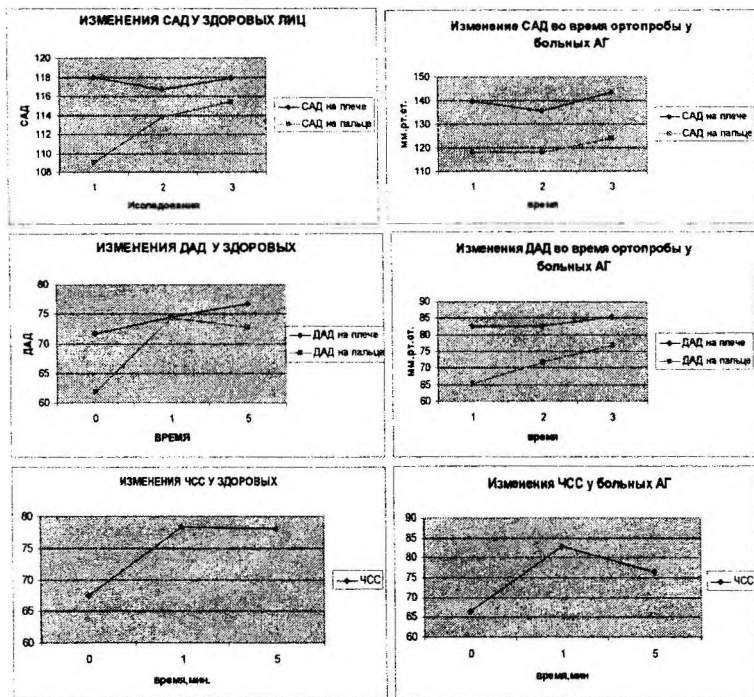 ИЗМЕНЕНИЯ САД У ЗДОРОВЫХ ЛИЦ
120
118
116
114
112
110
108
САД
1 2 3
Исследования
САД на плече
САД на пальце
Изменение САД во время ортопробы у
больных АГ
150
140
130
120
110
мм.рт.ст.
1 2 3
время
САД на плече
САД на пальце
ИЗМЕНЕНИЯ ДАД У ЗДОРОВЫХ
80
75
70
65
60
ДАД
0 1 5
ВРЕМЯ
ДАД на плече
ДАД на пальце
Изменения ДАД во время ортопробы у
больных АГ
90
85
80
75
70
65
60
мм.рт.ст.
1 2 3
время
ДАД на плече
ДАД на пальце
ИЗМЕНЕНИЯ ЧСС У ЗДОРОВЫХ
80
75
70
65
60
0 1 5
время,мин.
ЧСС
Изменения ЧСС у больных АГ
90
85
80
75
70
65
60
0 1 5
время,мин
ЧСС